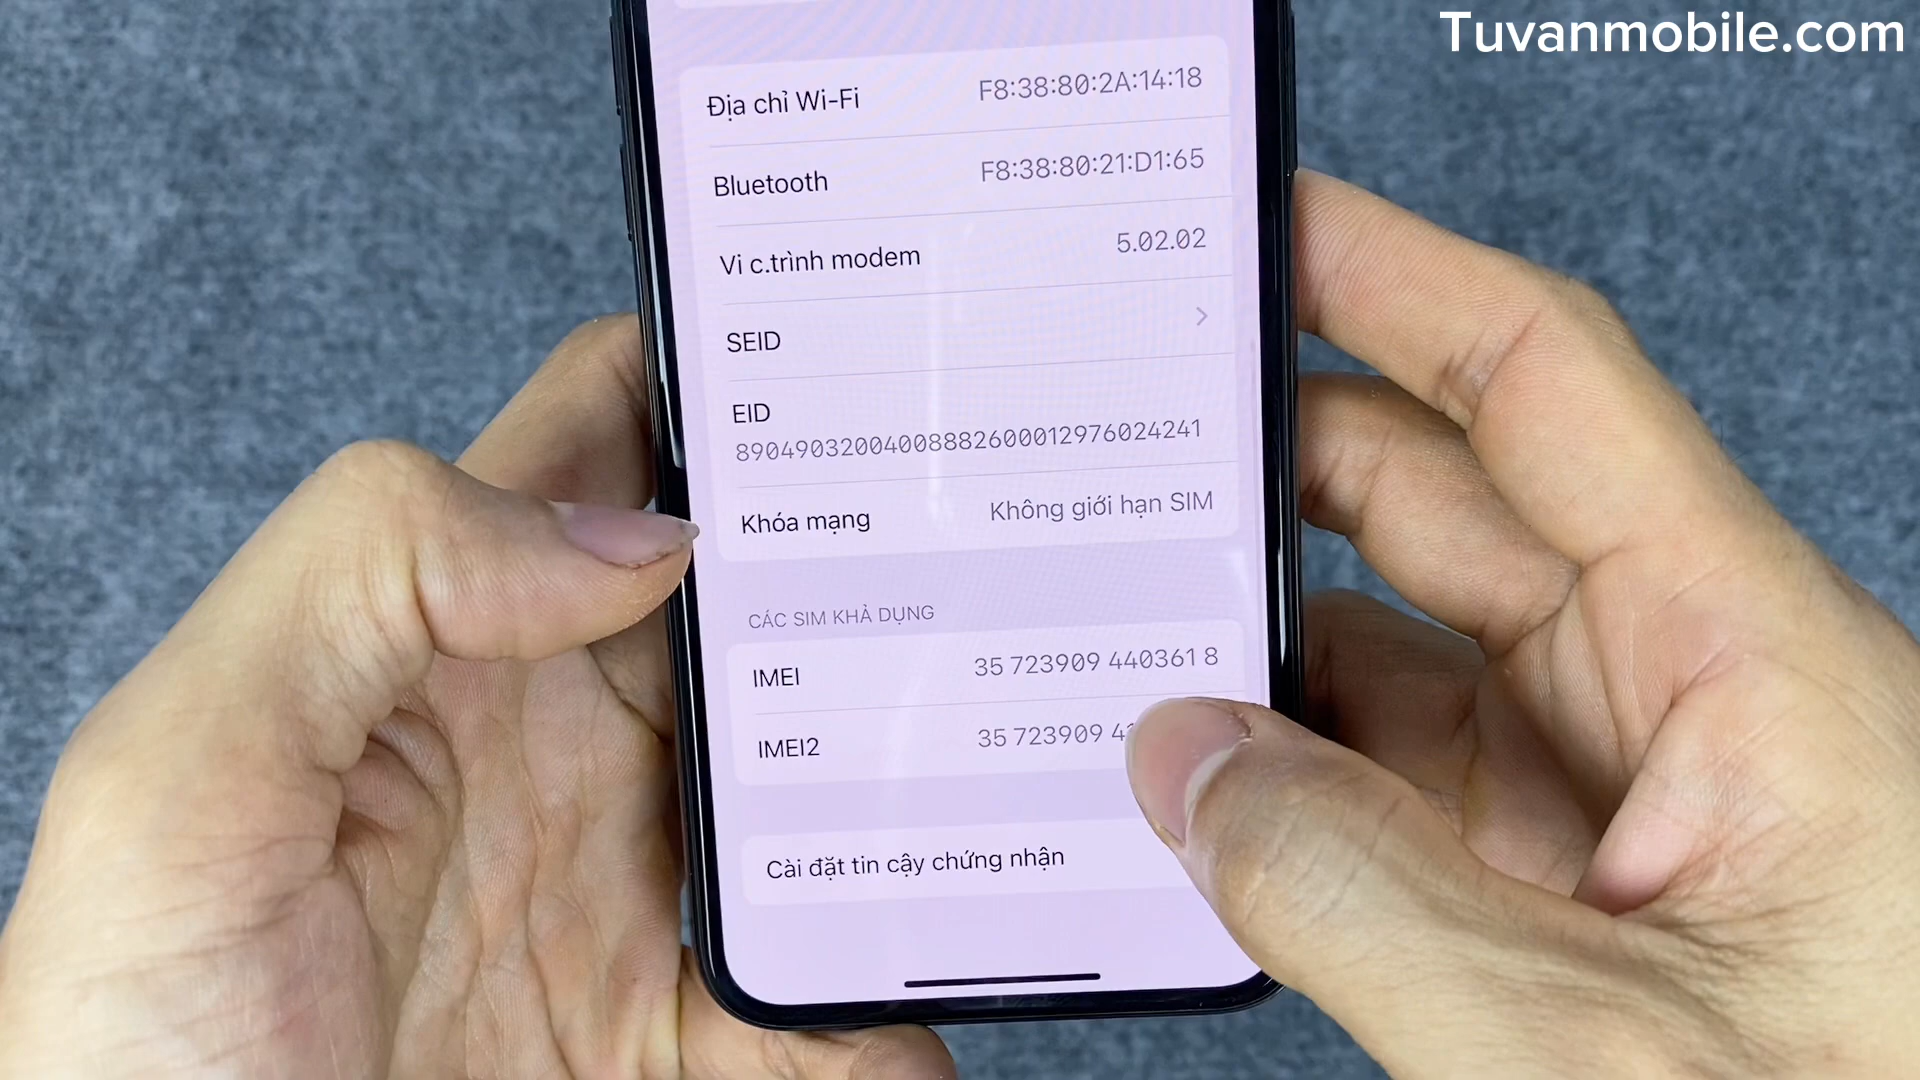 Tuvanmobile.com
Địa chỉ Wi-Fi F8:38:80:2A:14:18
Bluetooth F8:38:80:21:D1:65
Vi c.trình modem 5.02.02
SEID
EID
89049032004008882600012976024241
Khóa mạng Không giới hạn SIM
CÁC SIM KHẢ DỤNG
IMEI 35 723909 440361 8
IMEI2 35 723909 4
Cài đặt tin cậy chứng nhận